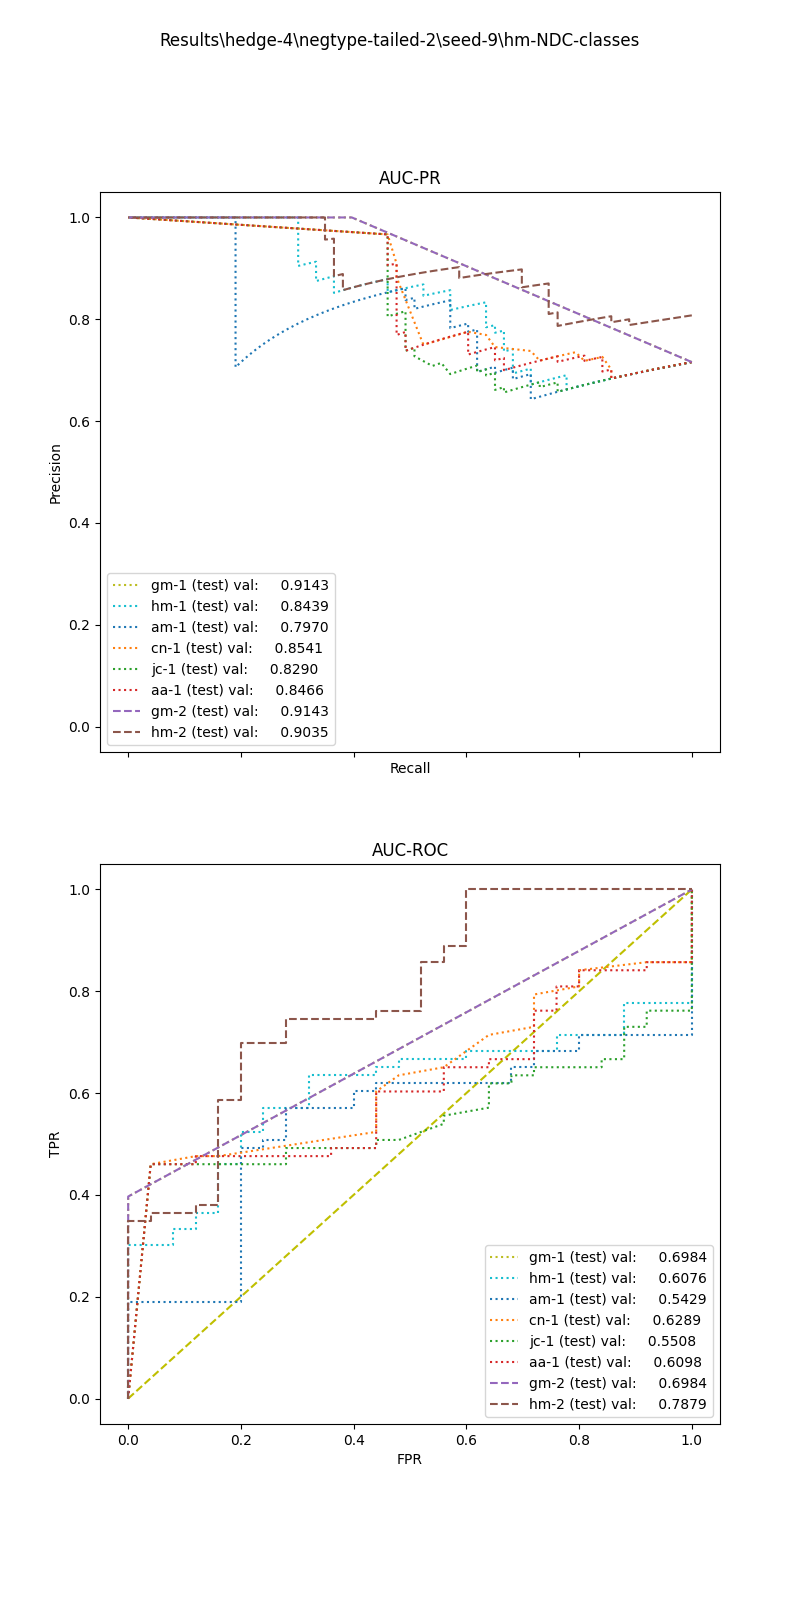 Results\hedge-4\negtype-tailed-2\seed-9\hm-NDC-classes
AUC-PR
1.0
0.8
0.6
0.4
0.2
0.0
Precision
gm-1 (test) val: 0.9143
hm-1 (test) val: 0.8439
am-1 (test) val: 0.7970
cn-1 (test) val: 0.8541
jc-1 (test) val: 0.8290
aa-1 (test) val: 0.8466
gm-2 (test) val: 0.9143
hm-2 (test) val: 0.9035
Recall
AUC-ROC
1.0
0.8
0.6
0.4
0.2
0.0
TPR
gm-1 (test) val: 0.6984
hm-1 (test) val: 0.6076
am-1 (test) val: 0.5429
cn-1 (test) val: 0.6289
jc-1 (test) val: 0.5508
aa-1 (test) val: 0.6098
gm-2 (test) val: 0.6984
hm-2 (test) val: 0.7879
0.0 0.2 0.4 0.6 0.8 1.0
FPR